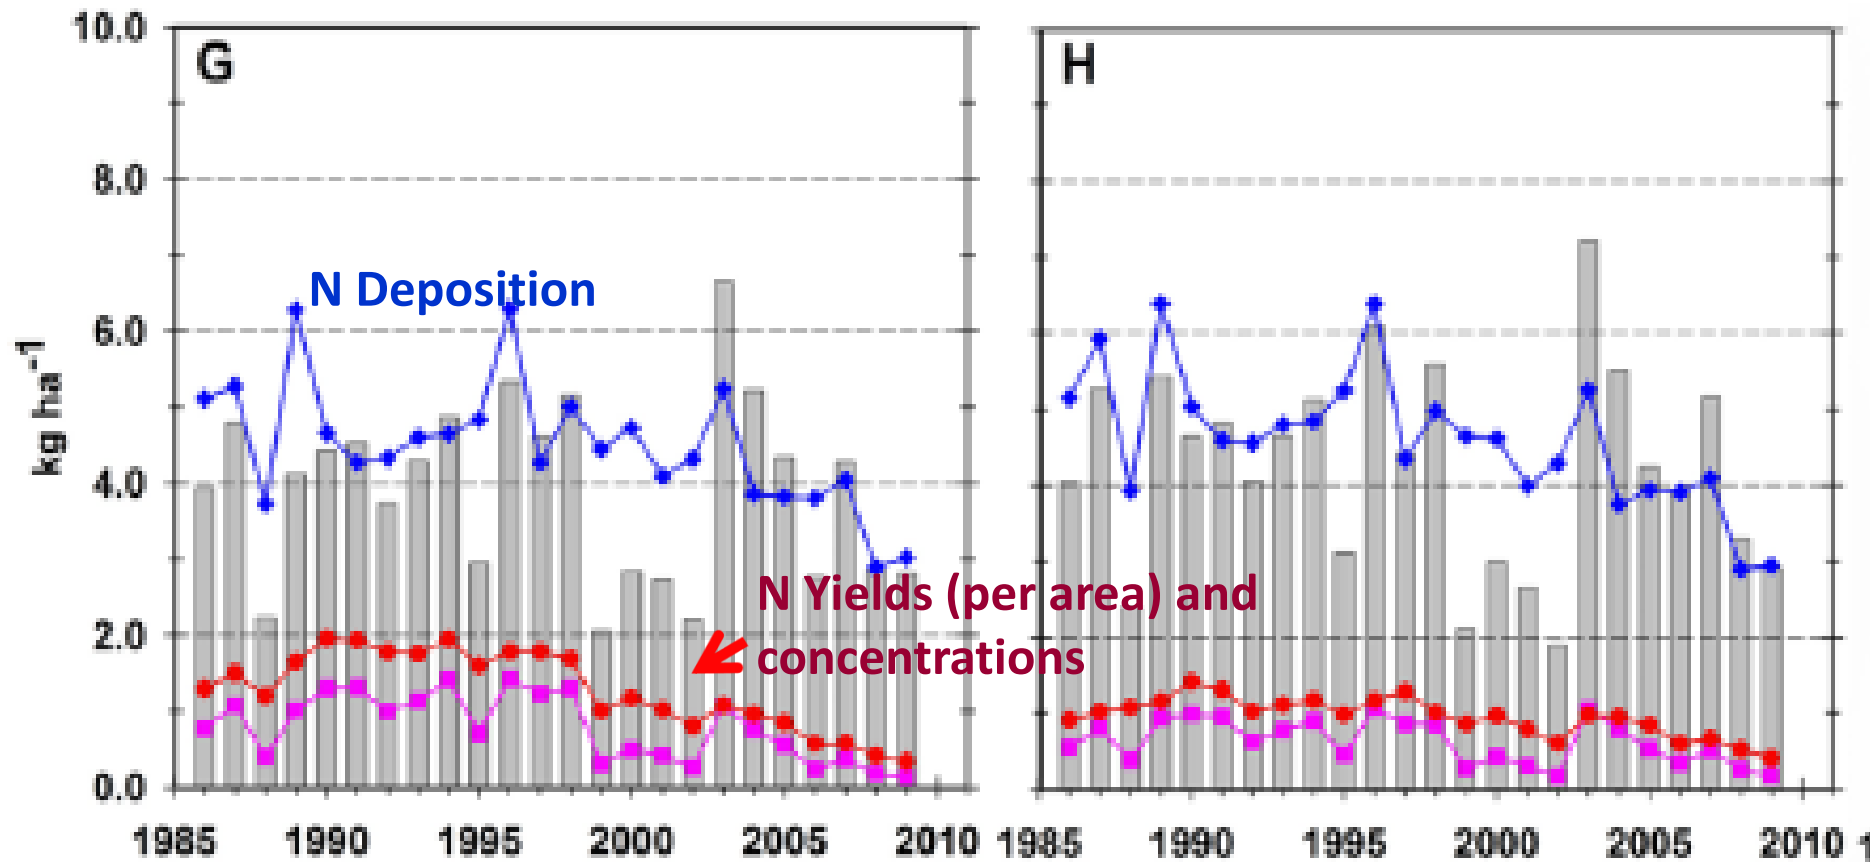 10.0
G
H
8.0
N Deposition
6.0
kg ha-1
4.0
N Yields (per area) and
concentrations
2.0
0.0
1985 1990 1995 2000 2005 2010
1985 1990 1995 2000 2005 2010